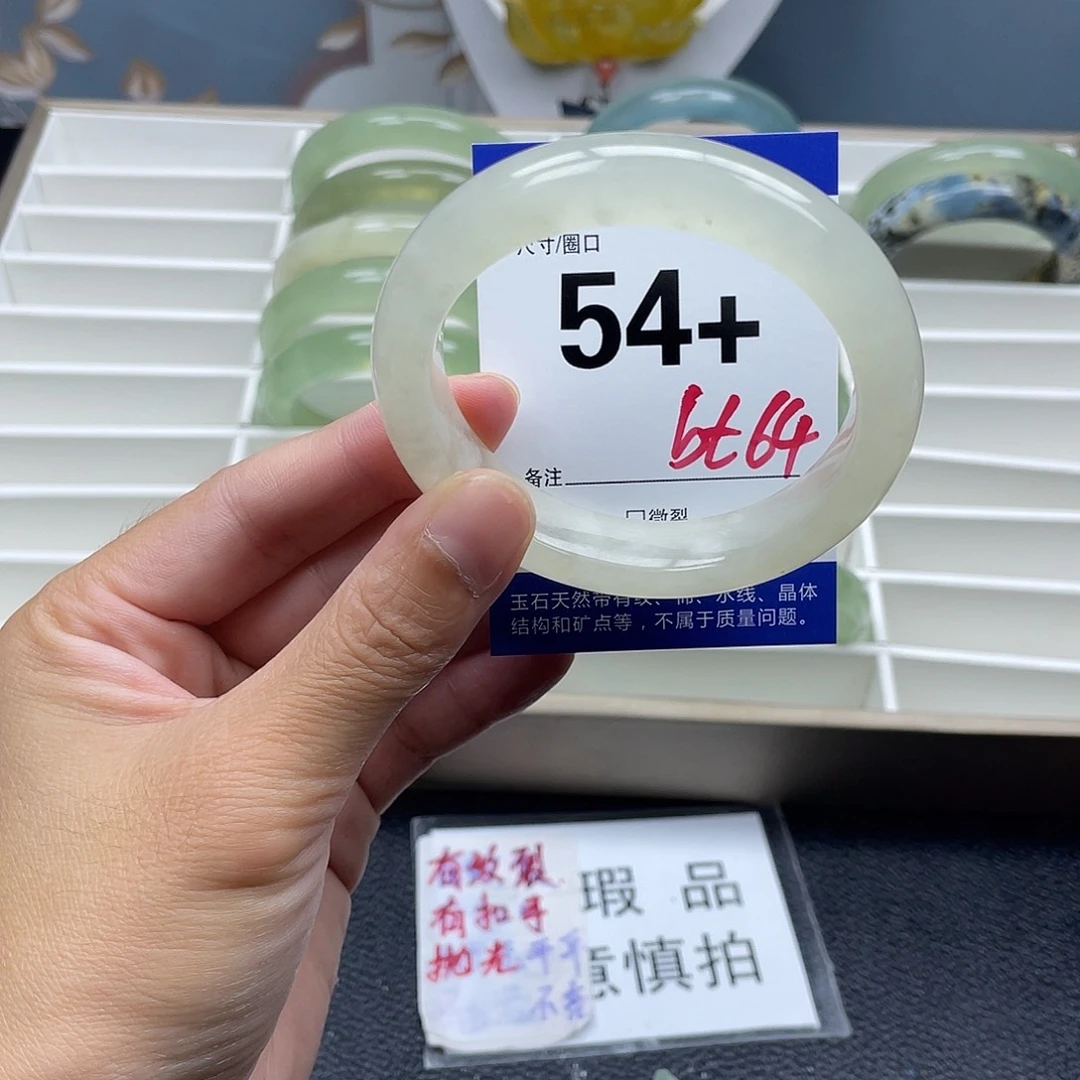 尺寸/圈口
54+
bt64
备注
微裂
玉石天然带有纹、棉、水线、晶体
结构和矿点等，不属于质量问题。
有纹裂
有扣手
抛光
瑕品
意慎拍